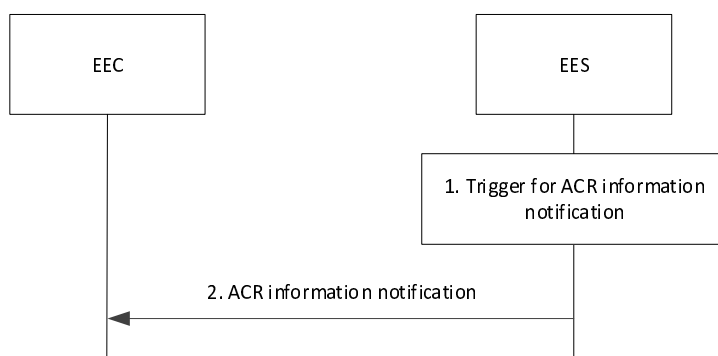 EEC
EES
1. Trigger for ACR information
notification
2. ACR information notification